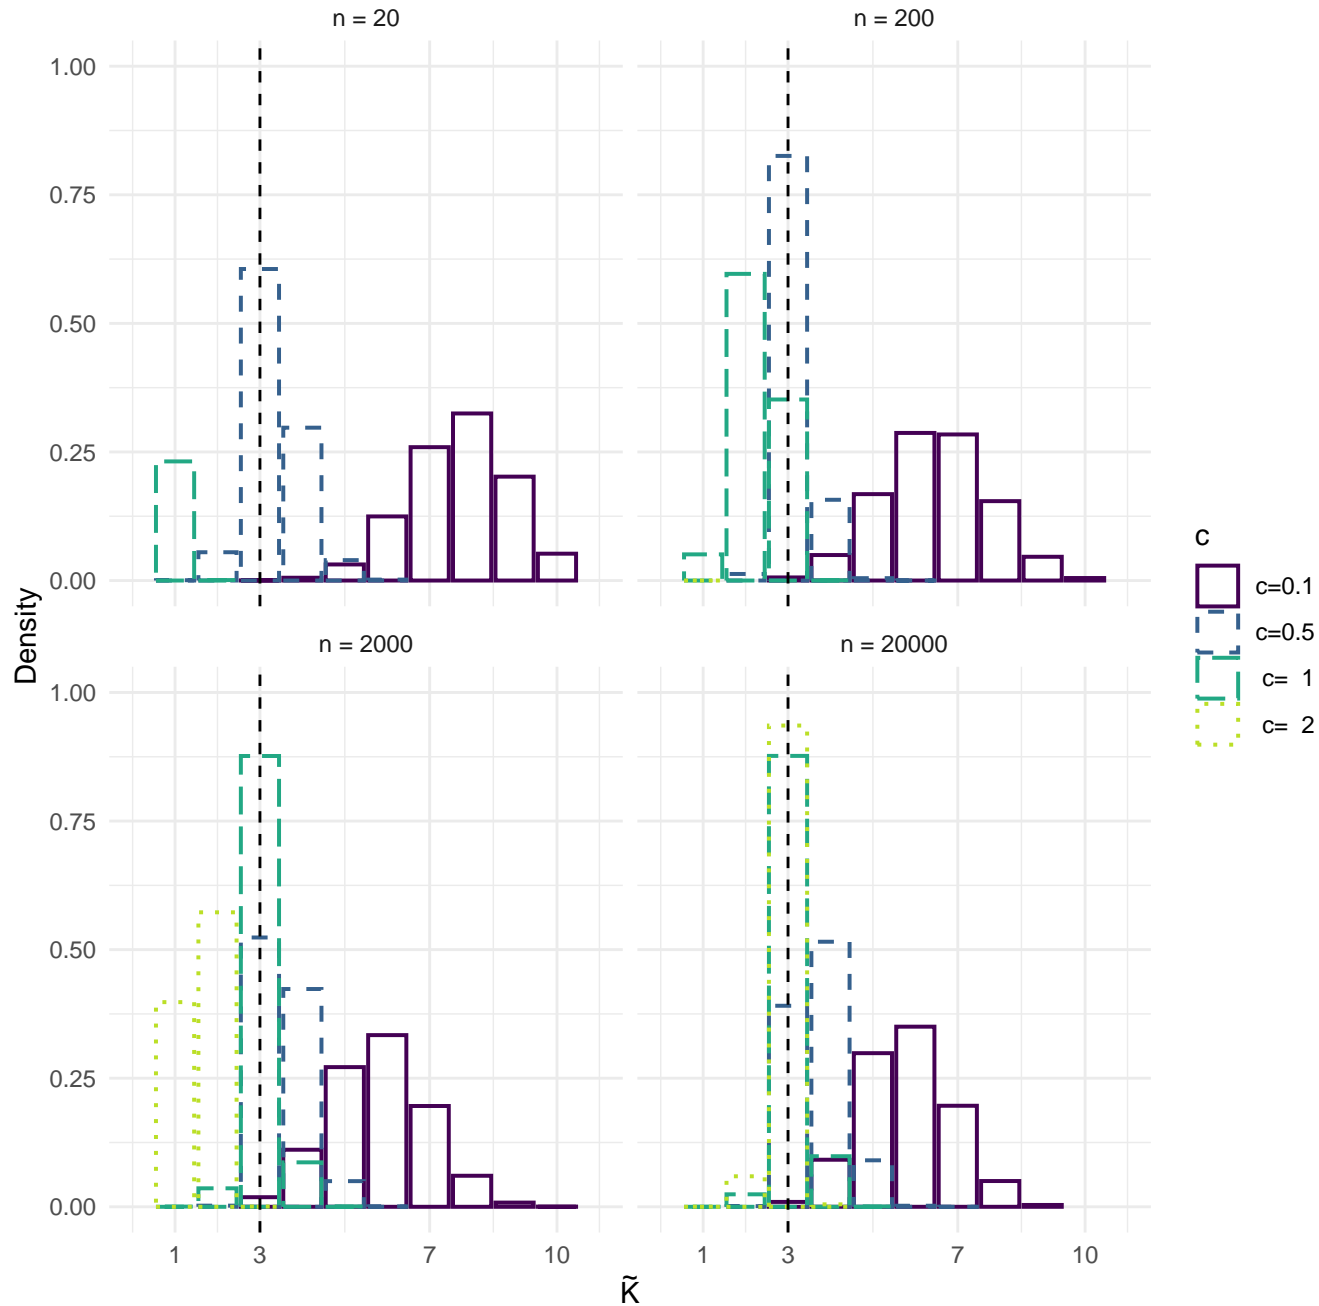 n = 20
n = 200
1.00
0.75
0.50
0.25
0.00
n = 2000
n = 20000
1.00
0.75
0.50
0.25
0.00
1 3 7 10
1 3 7 10
Density
K̃
c
c=0.1
c=0.5
c= 1
c= 2